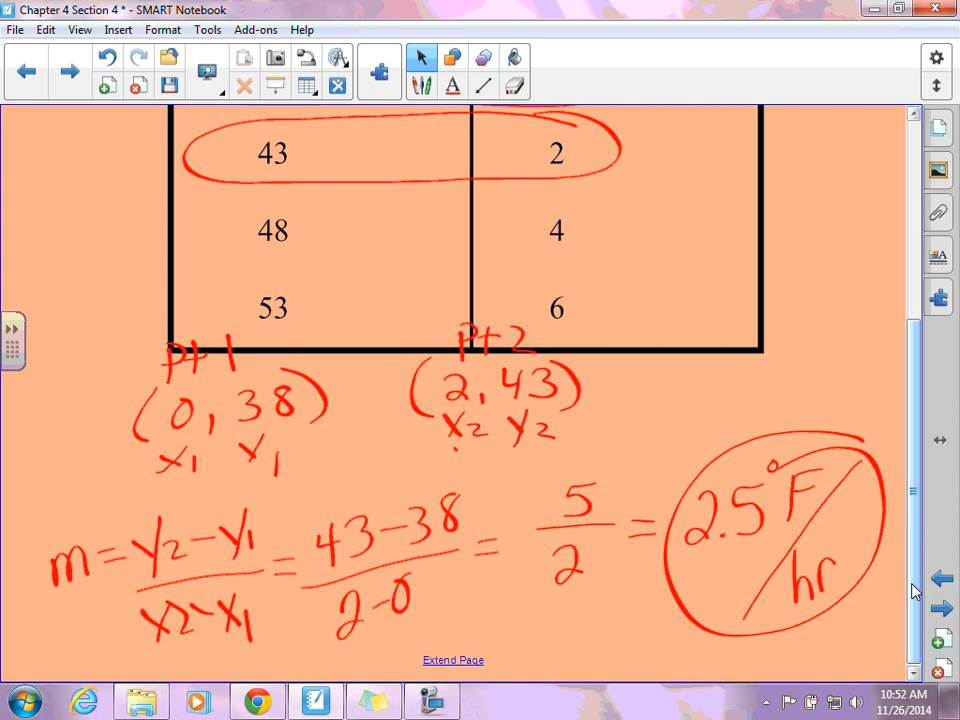 Chapter 4 Section 4 * - SMART Notebook
File Edit View Insert Format Tools Add-ons Help
43 2
48 4
53 6
Pt 1 Pt 2
(0, 38) (2, 43)
x1 y1 x2 y2
m = y2 - y1 / x2 - x1 = 43 - 38 / 2 - 0 = 5 / 2 = 2.5 °F / hr
Extend Page
10:52 AM
11/26/2014